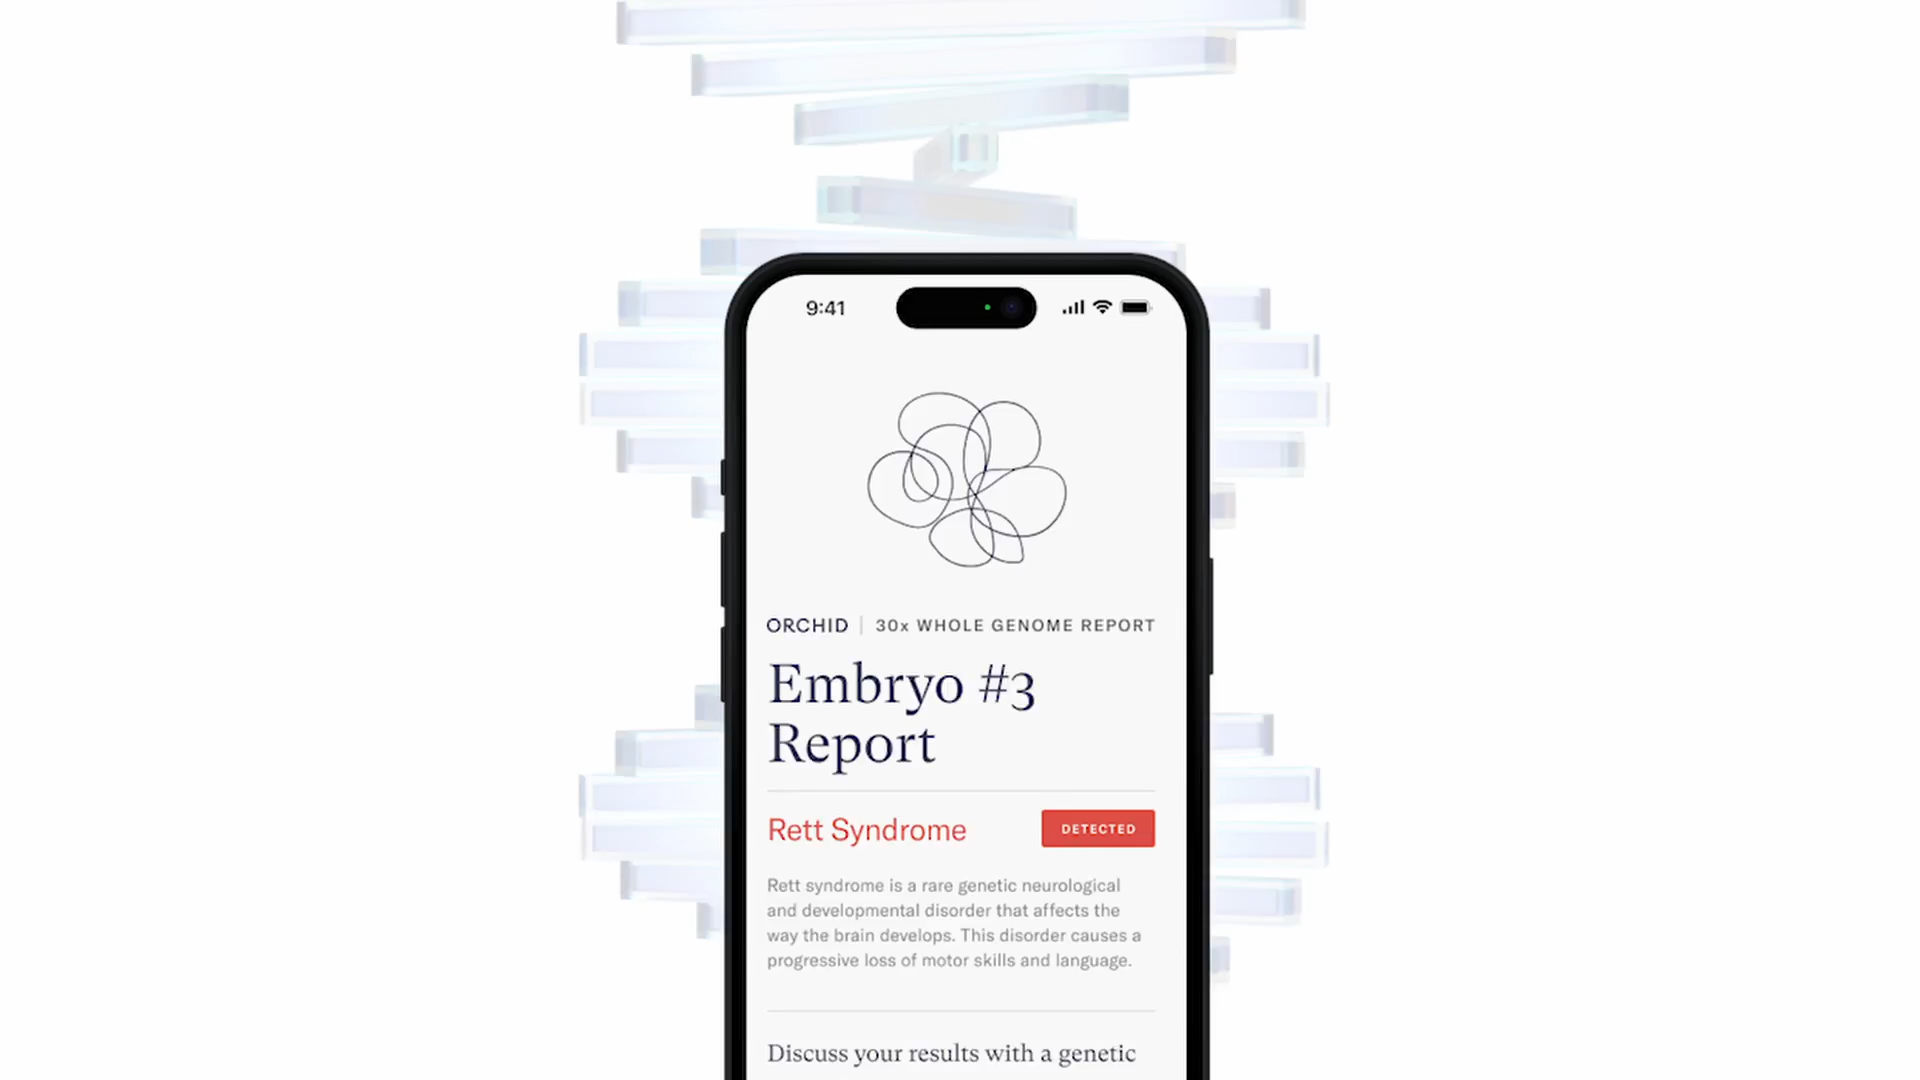 9:41
ORCHID | 30x WHOLE GENOME REPORT
Embryo #3
Report
Rett Syndrome DETECTED
Rett syndrome is a rare genetic neurological
and developmental disorder that affects the
way the brain develops. This disorder causes a
progressive loss of motor skills and language.
Discuss your results with a genetic